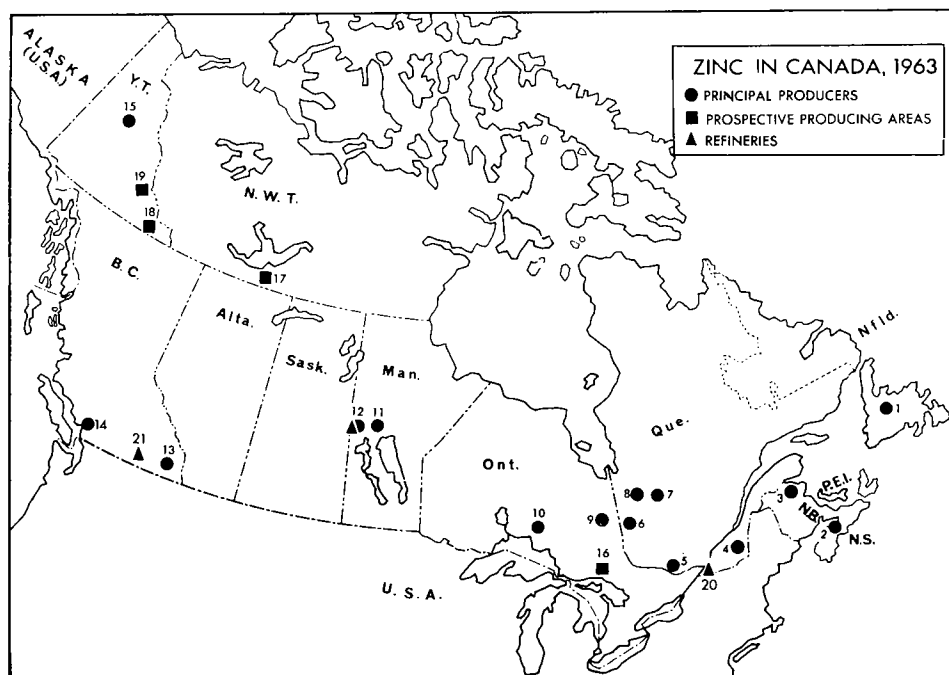 ZINC IN CANADA, 1963
PRINCIPAL PRODUCERS
PROSPECTIVE PRODUCING AREAS
REFINERIES
ALASKA
(U.S.A)
Y.T.
15
19
18
N.W.T.
17
B.C.
Alta.
Sask.
Man.
12
11
14
21
13
Ont.
Que.
Nfld.
1
8
7
9
6
10
16
5
4
20
3
P.E.I.
N.B.
2
N.S.
U.S.A.